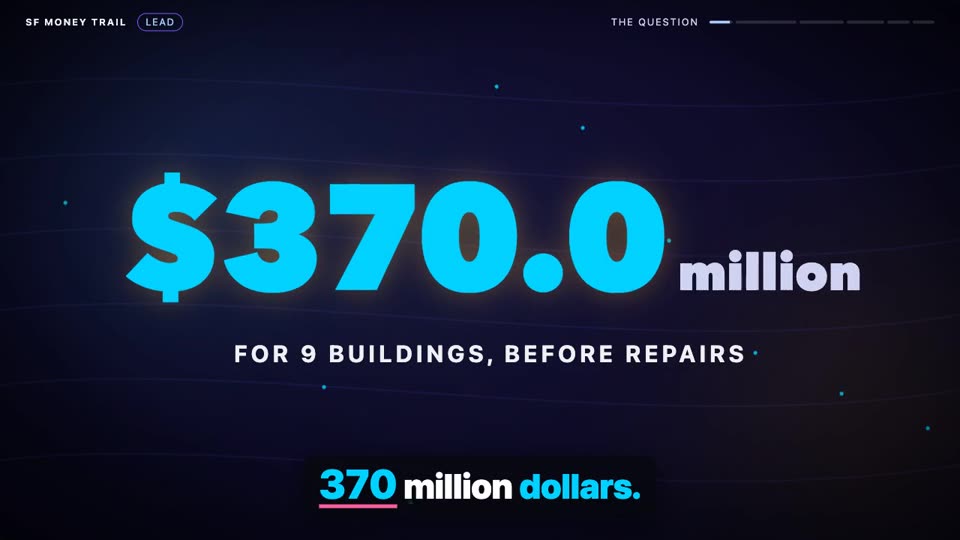 SF MONEY TRAIL LEAD THE QUESTION
$370.0 million
FOR 9 BUILDINGS, BEFORE REPAIRS
370 million dollars.